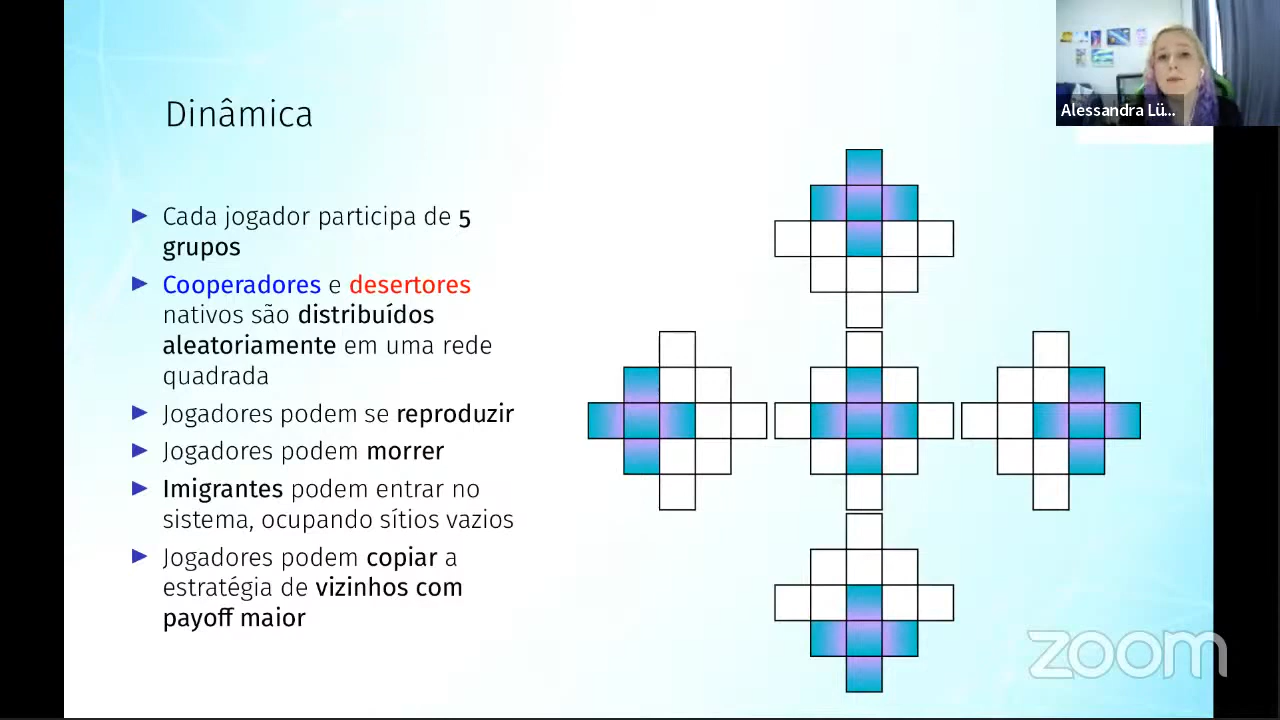 Alessandra Lü...
Dinâmica
Cada jogador participa de 5
grupos
Cooperadores e desertores
nativos são distribuídos
aleatoriamente em uma rede
quadrada
Jogadores podem se reproduzir
Jogadores podem morrer
Imigrantes podem entrar no
sistema, ocupando sítios vazios
Jogadores podem copiar a
estratégia de vizinhos com
payoff maior
zoom